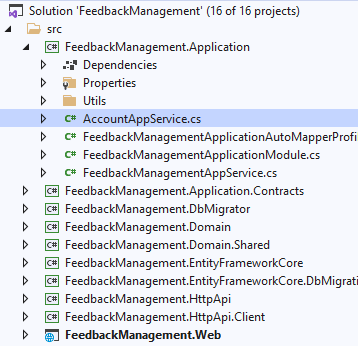 Solution 'FeedbackManagement' (16 of 16 projects)
src
C# FeedbackManagement.Application
Dependencies
Properties
Utils
C# AccountAppService.cs
C# FeedbackManagementApplicationAutoMapperProfi
C# FeedbackManagementApplicationModule.cs
C# FeedbackManagementAppService.cs
C# FeedbackManagement.Application.Contracts
C# FeedbackManagement.DbMigrator
C# FeedbackManagement.Domain
C# FeedbackManagement.Domain.Shared
C# FeedbackManagement.EntityFrameworkCore
C# FeedbackManagement.EntityFrameworkCore.DbMigrati
C# FeedbackManagement.HttpApi
C# FeedbackManagement.HttpApi.Client
FeedbackManagement.Web